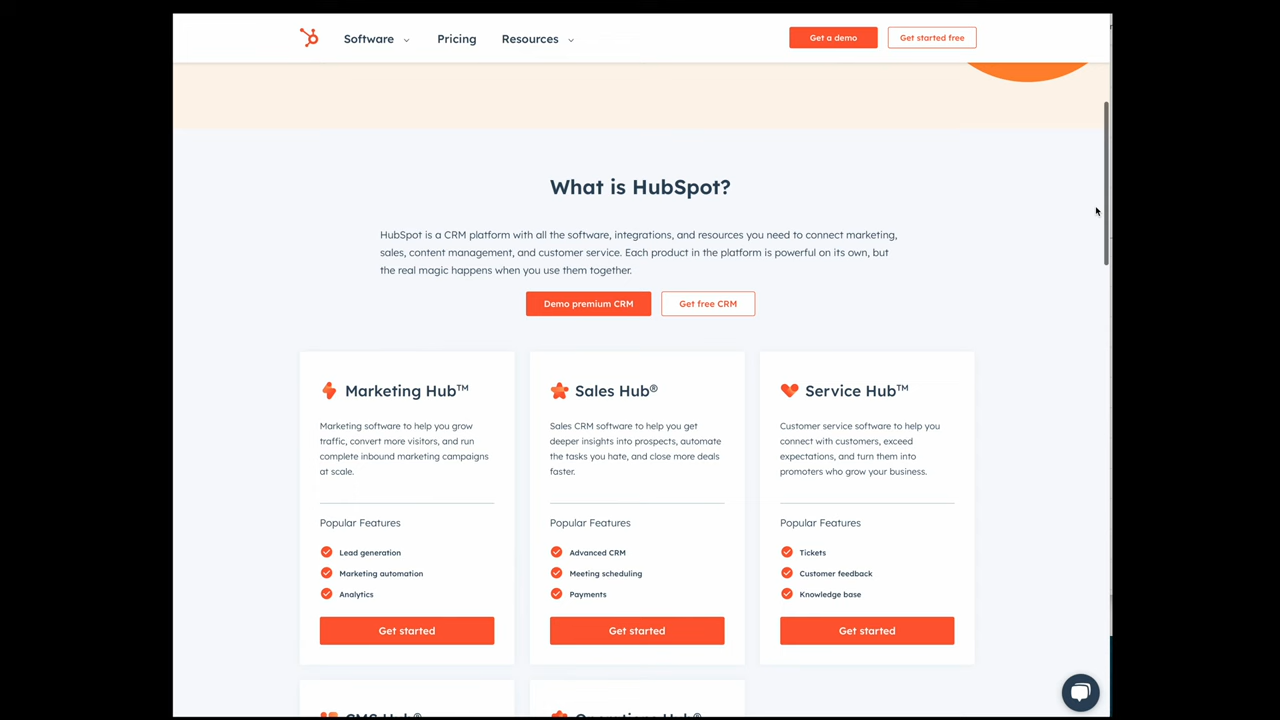 Software
Pricing
Resources
Get a demo
Get started free
What is HubSpot?
HubSpot is a CRM platform with all the software, integrations, and resources you need to connect marketing,
sales, content management, and customer service. Each product in the platform is powerful on its own, but
the real magic happens when you use them together.
Demo premium CRM
Get free CRM
Marketing Hub™
Marketing software to help you grow
traffic, convert more visitors, and run
complete inbound marketing campaigns
at scale.
Popular Features
Lead generation
Marketing automation
Analytics
Get started
Sales Hub®
Sales CRM software to help you get
deeper insights into prospects, automate
the tasks you hate, and close more deals
faster.
Popular Features
Advanced CRM
Meeting scheduling
Payments
Get started
Service Hub™
Customer service software to help you
connect with customers, exceed
expectations, and turn them into
promoters who grow your business.
Popular Features
Tickets
Customer feedback
Knowledge base
Get started
CMS Hub®
Operations Hub®